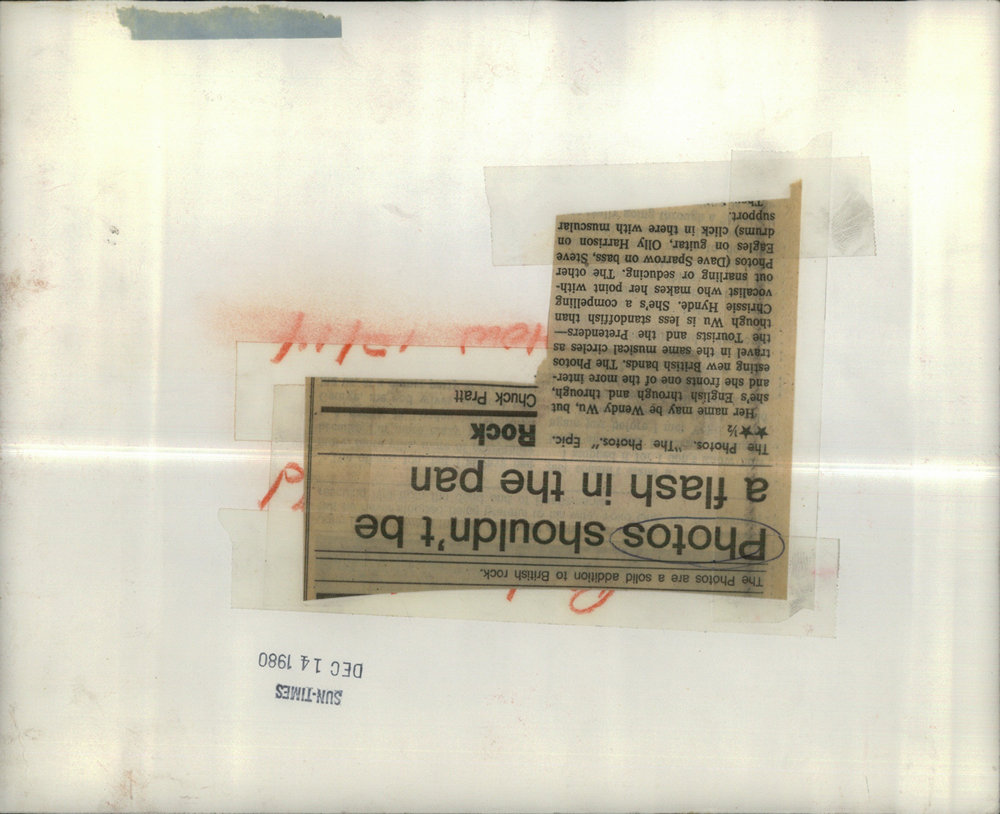 SUN-TIMES
DEC 14 1980
The Photos are a solid addition to British rock.
Photos shouldn't be
a flash in the pan
Rock
Chuck Pratt
The Photos. "The Photos." Epic.
★★½
Her name may be Wendy Wu, but
she's English through and through,
and she fronts one of the more inter-
esting new British bands. The Photos
travel in the same musical circles as
the Tourists and the Pretenders—
though Wu is less standoffish than
Chrissie Hynde. She's a compelling
vocalist who makes her point with-
out snarling or seducing. The other
Photos (Dave Sparrow on bass, Steve
Eagles on guitar, Olly Harrison on
drums) click in there with muscular
support.
12/14